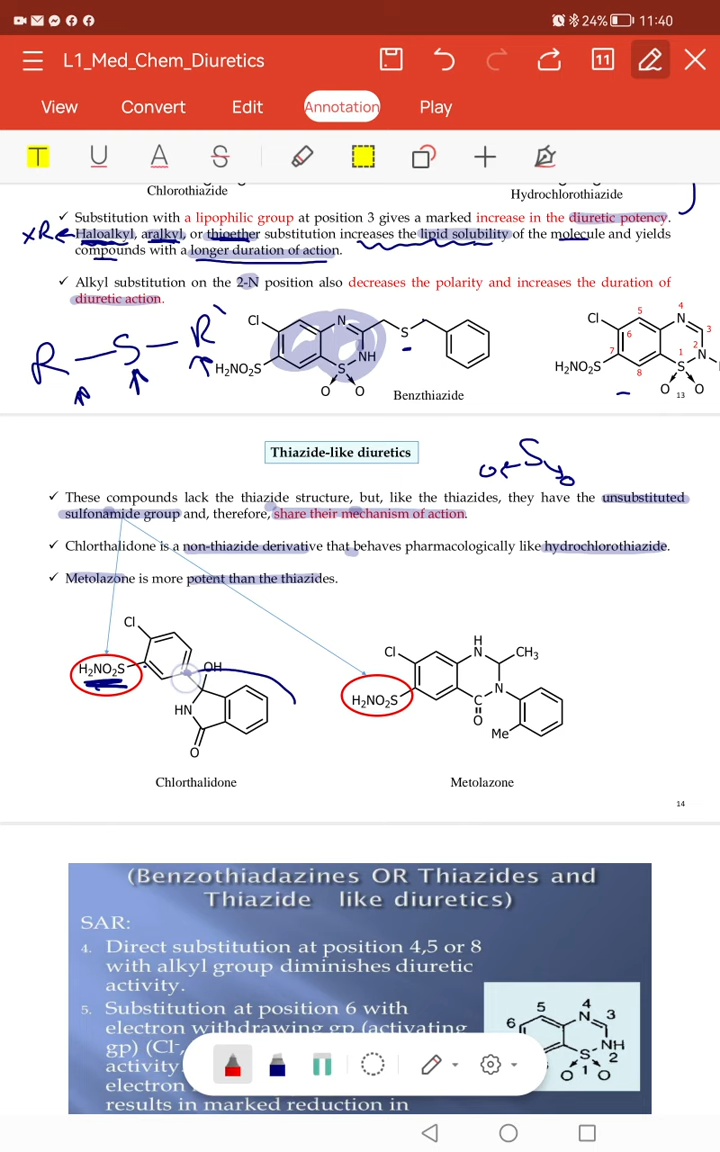 24% 11:40
L1_Med_Chem_Diuretics
11
View Convert Edit Annotation Play
T U A S
Chlorothiazide
Hydrochlorothiazide
✓ Substitution with a lipophilic group at position 3 gives a marked increase in the diuretic potency.
xR ← Haloalkyl, aralkyl, or thioether substitution increases the lipid solubility of the molecule and yields
compounds with a longer duration of action.
✓ Alkyl substitution on the 2-N position also decreases the polarity and increases the duration of
diuretic action.
R — S — R`
Cl N S NH H₂NO₂S S O O
Benzthiazide
Cl 5 4 N 3 6 2 N 7 1 H₂NO₂S 8 S O O
13
Thiazide-like diuretics
O S O
✓ These compounds lack the thiazide structure, but, like the thiazides, they have the unsubstituted
sulfonamide group and, therefore, share their mechanism of action.
✓ Chlorthalidone is a non-thiazide derivative that behaves pharmacologically like hydrochlorothiazide.
✓ Metolazone is more potent than the thiazides.
Cl H₂NO₂S OH HN O
Cl H N CH₃ H₂NO₂S C N O Me
Chlorthalidone
Metolazone
14
(Benzothiadazines OR Thiazides and
Thiazide like diuretics)
SAR:
4. Direct substitution at position 4,5 or 8
with alkyl group diminishes diuretic
activity.
5. Substitution at position 6 with
electron withdrawing gp (activating
gp) (Cl⁻,
activity
electron
results in marked reduction in
5 4 6 N 3 NH S 2 O 1 O